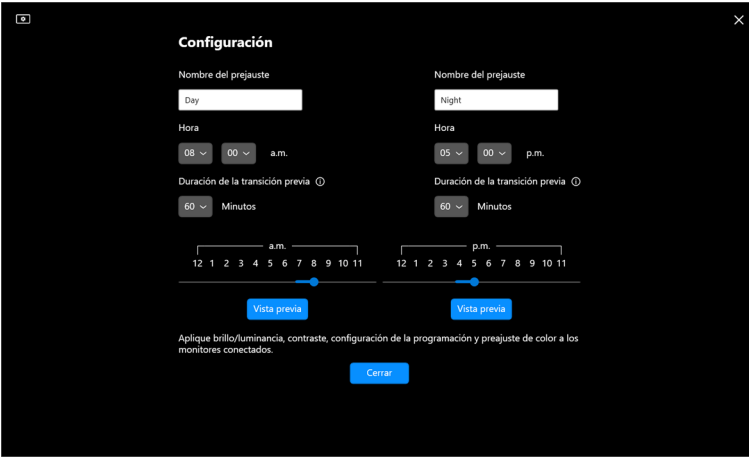 Configuración
Nombre del prejauste
Nombre del prejauste
Day
Night
Hora
Hora
08 00 a.m.
05 00 p.m.
Duración de la transición previa
Duración de la transición previa
60 Minutos
60 Minutos
a.m.
p.m.
12 1 2 3 4 5 6 7 8 9 10 11
12 1 2 3 4 5 6 7 8 9 10 11
Vista previa
Vista previa
Aplique brillo/luminancia, contraste, configuración de la programación y preajuste de color a los
monitores conectados.
Cerrar